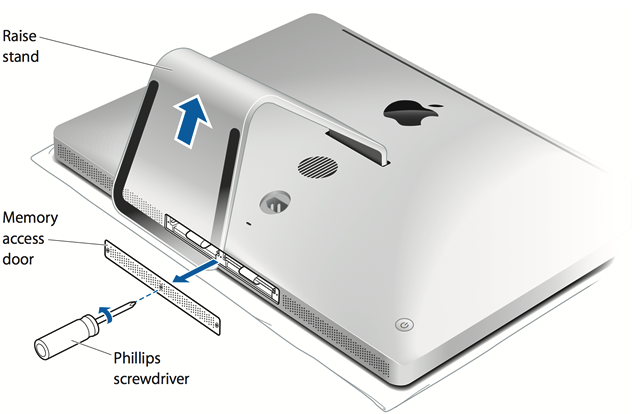 Raise
stand
Memory
access
door
Phillips
screwdriver